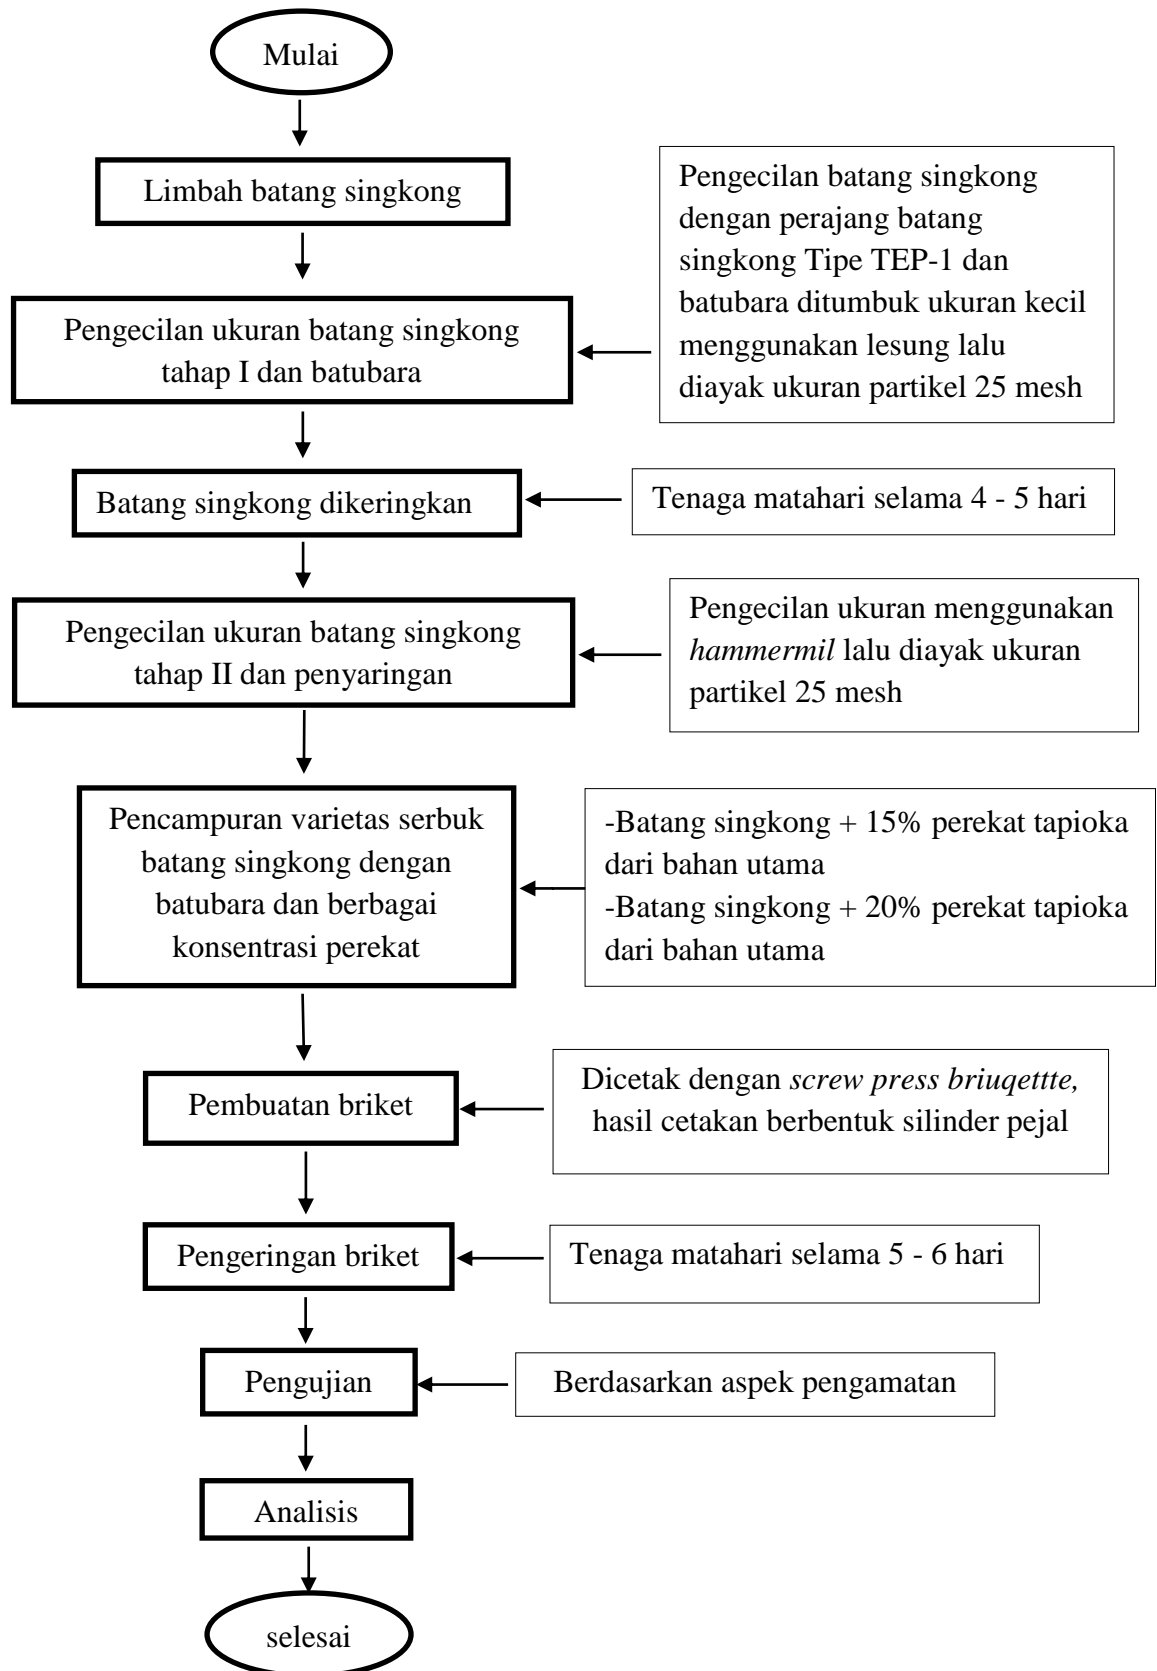 Mulai
Limbah batang singkong
Pengecilan batang singkong
dengan perajang batang
singkong Tipe TEP-1 dan
batubara ditumbuk ukuran kecil
menggunakan lesung lalu
diayak ukuran partikel 25 mesh
Pengecilan ukuran batang singkong
tahap I dan batubara
Batang singkong dikeringkan
Tenaga matahari selama 4 - 5 hari
Pengecilan ukuran batang singkong
tahap II dan penyaringan
Pengecilan ukuran menggunakan
hammermil lalu diayak ukuran
partikel 25 mesh
Pencampuran varietas serbuk
batang singkong dengan
batubara dan berbagai
konsentrasi perekat
-Batang singkong + 15% perekat tapioka
dari bahan utama
-Batang singkong + 20% perekat tapioka
dari bahan utama
Pembuatan briket
Dicetak dengan screw press briuqettte,
hasil cetakan berbentuk silinder pejal
Pengeringan briket
Tenaga matahari selama 5 - 6 hari
Pengujian
Berdasarkan aspek pengamatan
Analisis
selesai